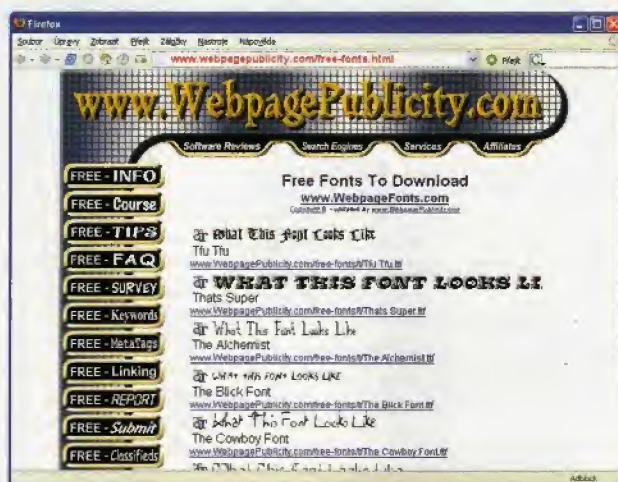 Firefox
Soubor Úpravy Zobrazit Přejít Záložky Nástroje Nápověda
www.webpagepublicity.com/free-fonts.html Přejít
www.WebpagePublicity.com
Software Reviews Search Engines Services Affiliates
FREE - INFO
FREE - Course
FREE - TIPS
FREE - FAQ
FREE - SURVEY
FREE - Keywords
FREE - MetaTags
FREE - Linking
FREE - REPORT
FREE - Submit
FREE - Classifieds
Free Fonts To Download
www.WebpageFonts.com
What This Font Looks Like
Tfu Tfu
www.WebpagePublicity.com/free-fonts/t/Tfu Tfu.ttf
WHAT THIS FONT LOOKS LI
Thats Super
www.WebpagePublicity.com/free-fonts/t/Thats Super.ttf
What This Font Looks Like
The Alchemist
www.WebpagePublicity.com/free-fonts/t/The Alchemist.ttf
WHAT THIS FONT LOOKS LIKE
The Blick Font
www.WebpagePublicity.com/free-fonts/t/The Blick Font.ttf
What This Font Looks Like
The Cowboy Font
www.WebpagePublicity.com/free-fonts/t/The Cowboy Font.ttf
Adblock